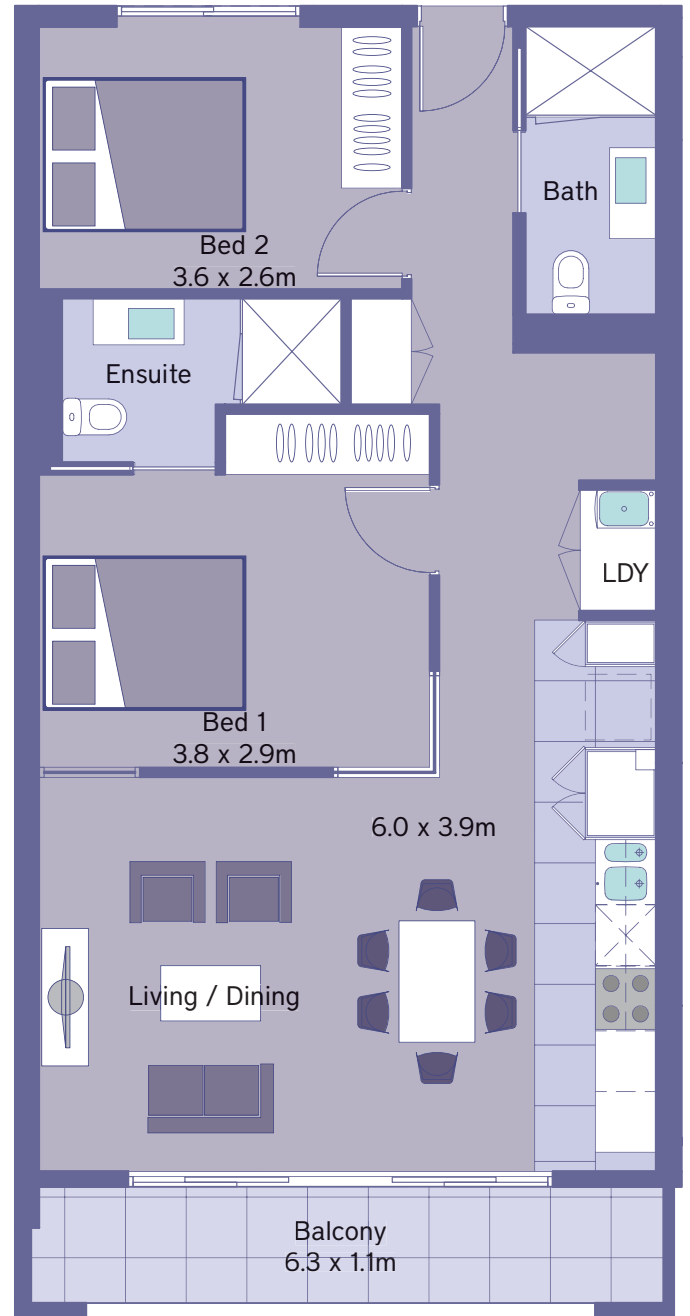 Bath
Bed 2
3.6 x 2.6m
Ensuite
LDY
Bed 1
3.8 x 2.9m
6.0 x 3.9m
Living / Dining
Balcony
6.3 x 1.1m